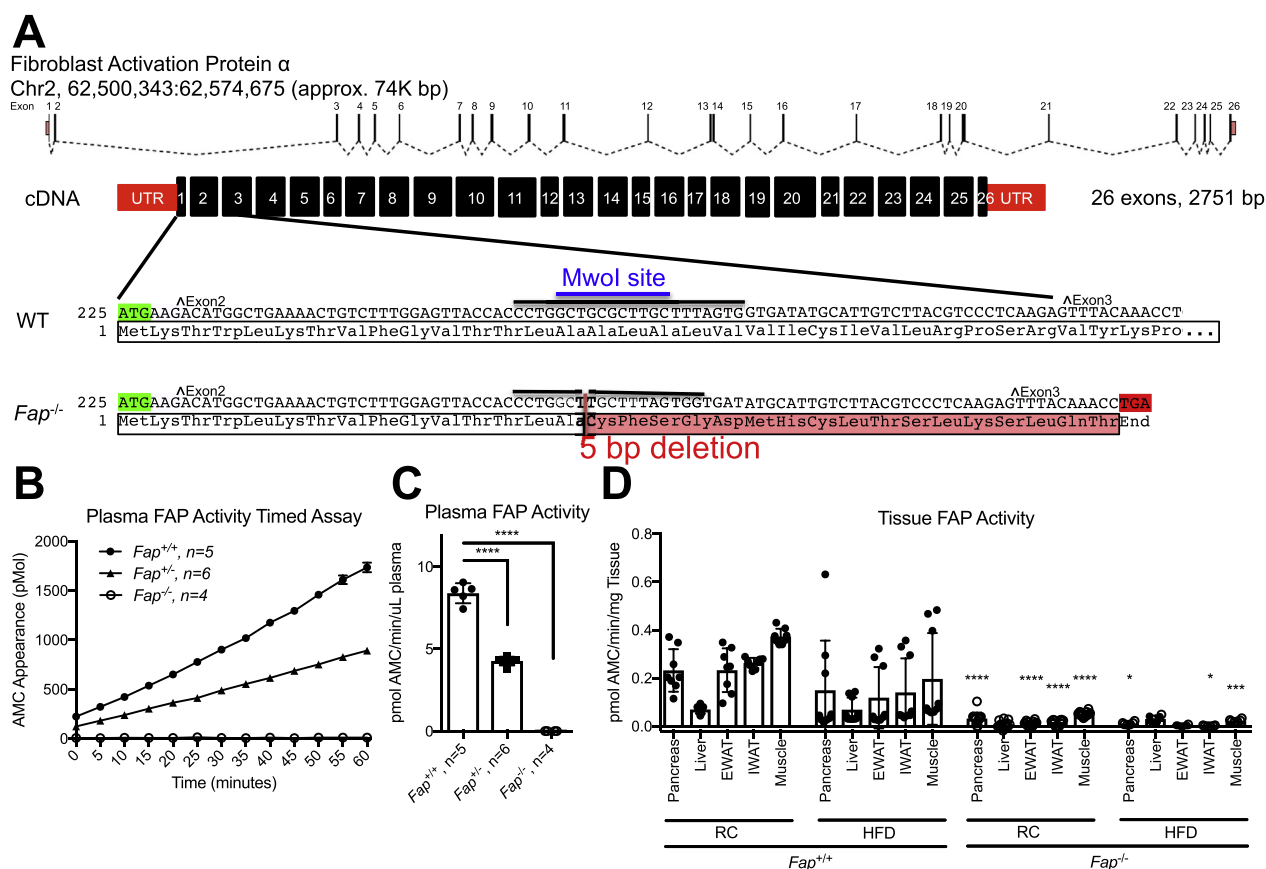 A
Fibroblast Activation Protein α
Chr2, 62,500,343:62,574,675 (approx. 74K bp)
Exon 1 2 3 4 5 6 7 8 9 10 11 12 13 14 15 16 17 18 19 20 21 22 23 24 25 26
cDNA UTR 1 2 3 4 5 6 7 8 9 10 11 12 13 14 15 16 17 18 19 20 21 22 23 24 25 26 UTR 26 exons, 2751 bp
MwoI site
^Exon2 ^Exon3
WT
225 ATGAAGACATGGCTGAAAACTGTCTTTGGAGTTACCACCCTGGCTGCGCTTGCTTTAGTGGTGATATGCATTGTCTTACGTCCCTCAAGAGTTTACAAACCT
1 MetLysThrTrpLeuLysThrValPheGlyValThrThrLeuAlaAlaLeuAlaLeuValValIleCysIleValLeuArgProSerArgValTyrLysPro...
^Exon2 ^Exon3
Fap-/-
225 ATGAAGACATGGCTGAAAACTGTCTTTGGAGTTACCACCCTGGCTTGCTTTAGTGGTGATATGCATTGTCTTACGTCCCTCAAGAGTTTACAAACCTGA
1 MetLysThrTrpLeuLysThrValPheGlyValThrThrLeuAlaCysPheSerGlyAspMetHisCysLeuThrSerLeuLysSerLeuGlnThrEnd
5 bp deletion
B
Plasma FAP Activity Timed Assay
AMC Appearance (pMol)
2000
1500
1000
500
0
Fap+/+, n=5
Fap+/-, n=6
Fap-/-, n=4
0 5 10 15 20 25 30 35 40 45 50 55 60
Time (minutes)
C
Plasma FAP Activity
pmol AMC/min/uL plasma
10
5
0
****
****
Fap+/+, n=5
Fap+/-, n=6
Fap-/-, n=4
D
Tissue FAP Activity
pmol AMC/min/mg Tissue
0.8
0.6
0.4
0.2
0.0
**** **** **** **** * * ***
Pancreas Liver EWAT IWAT Muscle Pancreas Liver EWAT IWAT Muscle Pancreas Liver EWAT IWAT Muscle Pancreas Liver EWAT IWAT Muscle
RC HFD RC HFD
Fap+/+ Fap-/-